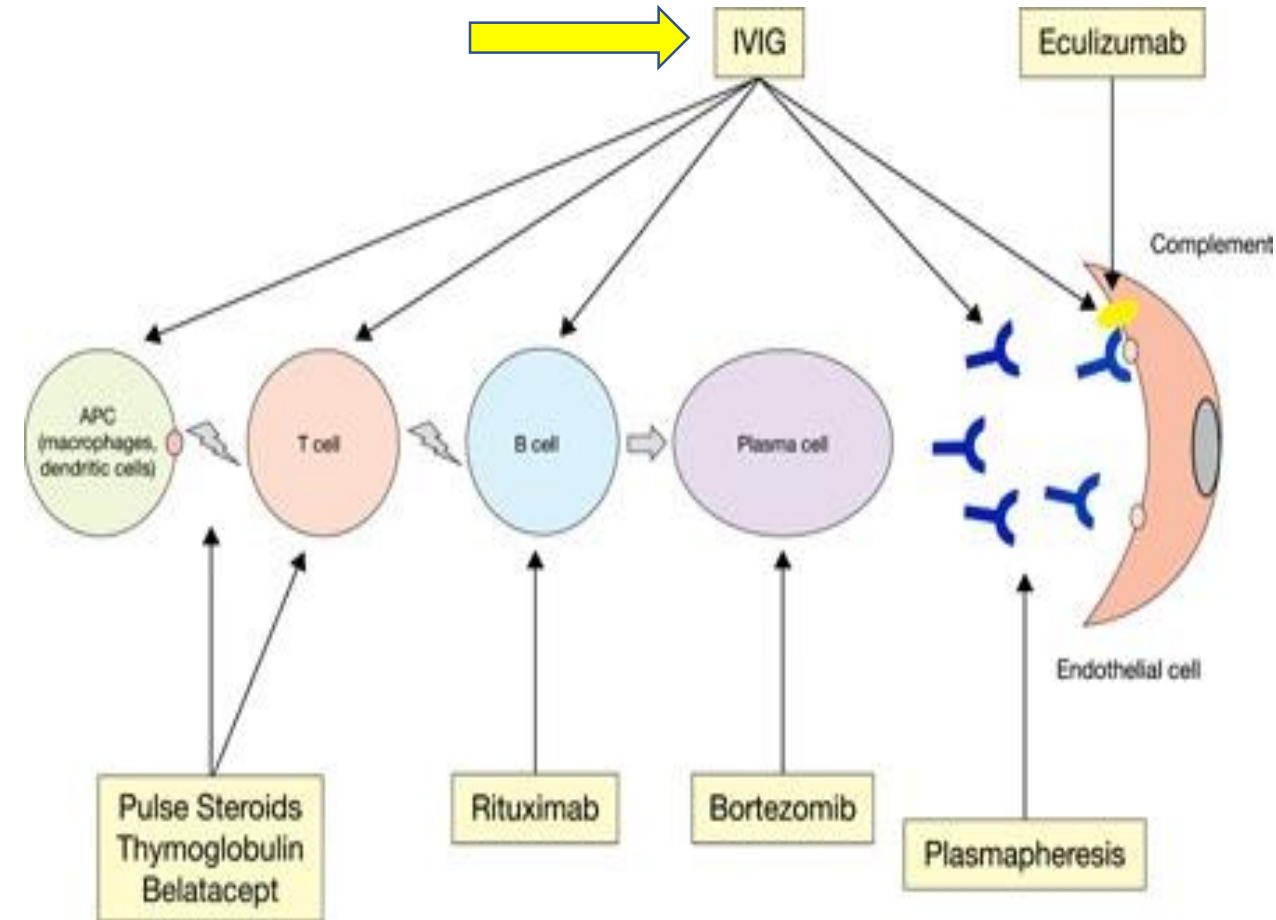 IVIG
Eculizumab
Complement
APC
(macrophages,
dendritic cells)
T cell
B cell
Plasma cell
Endothelial cell
Pulse Steroids
Thymoglobulin
Belatacept
Rituximab
Bortezomib
Plasmapheresis